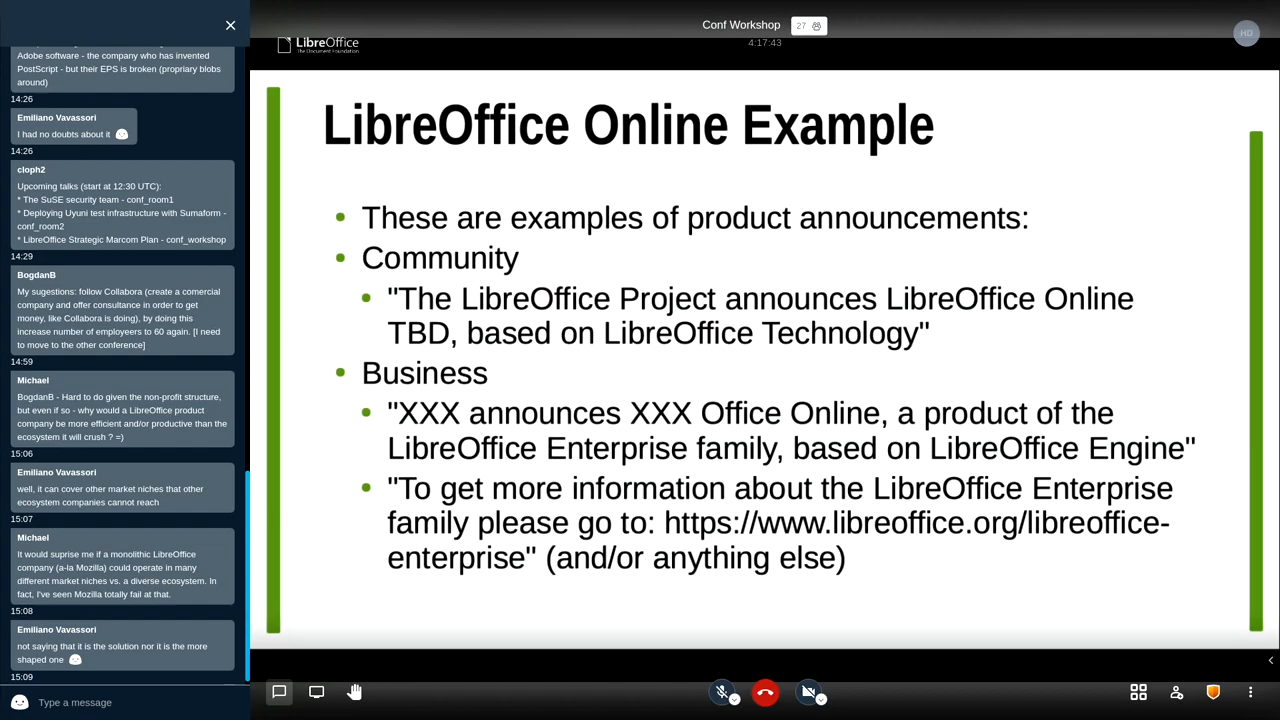 Adobe software - the company who has invented
PostScript - but their EPS is broken (propriary blobs
around)
14:26
Emiliano Vavassori
I had no doubts about it
14:26
cloph2
Upcoming talks (start at 12:30 UTC):
* The SuSE security team - conf_room1
* Deploying Uyuni test infrastructure with Sumaform -
conf_room2
* LibreOffice Strategic Marcom Plan - conf_workshop
14:29
BogdanB
My sugestions: follow Collabora (create a comercial
company and offer consultance in order to get
money, like Collabora is doing), by doing this
increase number of employeers to 60 again. [I need
to move to the other conference]
14:59
Michael
BogdanB - Hard to do given the non-profit structure,
but even if so - why would a LibreOffice product
company be more efficient and/or productive than the
ecosystem it will crush ? =)
15:06
Emiliano Vavassori
well, it can cover other market niches that other
ecosystem companies cannot reach
15:07
Michael
It would suprise me if a monolithic LibreOffice
company (a-la Mozilla) could operate in many
different market niches vs. a diverse ecosystem. In
fact, I've seen Mozilla totally fail at that.
15:08
Emiliano Vavassori
not saying that it is the solution nor it is the more
shaped one
15:09
Type a message
Conf Workshop 27
4:17:43
HD
LibreOffice
The Document Foundation
LibreOffice Online Example
• These are examples of product announcements:
• Community
• "The LibreOffice Project announces LibreOffice Online
TBD, based on LibreOffice Technology"
• Business
• "XXX announces XXX Office Online, a product of the
LibreOffice Enterprise family, based on LibreOffice Engine"
• "To get more information about the LibreOffice Enterprise
family please go to: https://www.libreoffice.org/libreoffice-
enterprise" (and/or anything else)